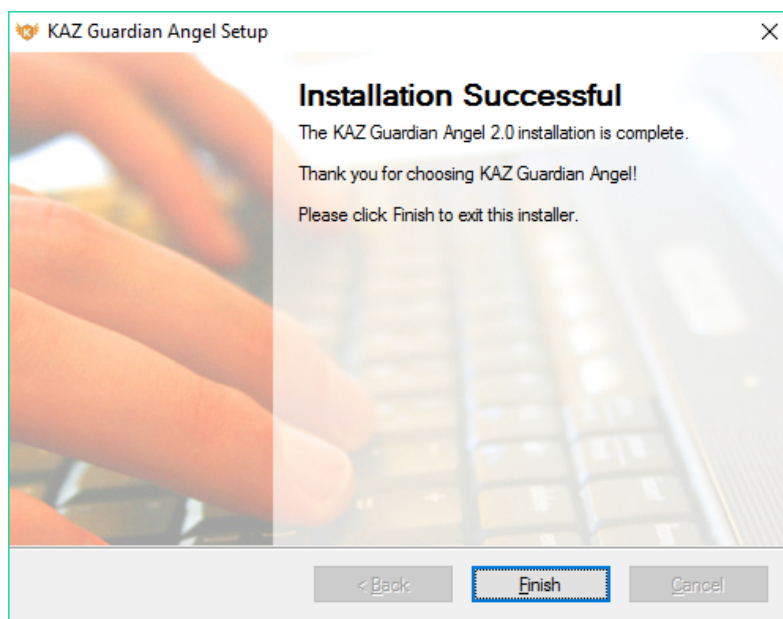 KAZ Guardian Angel Setup
Installation Successful
The KAZ Guardian Angel 2.0 installation is complete.
Thank you for choosing KAZ Guardian Angel!
Please click Finish to exit this installer.
< Back Finish Cancel